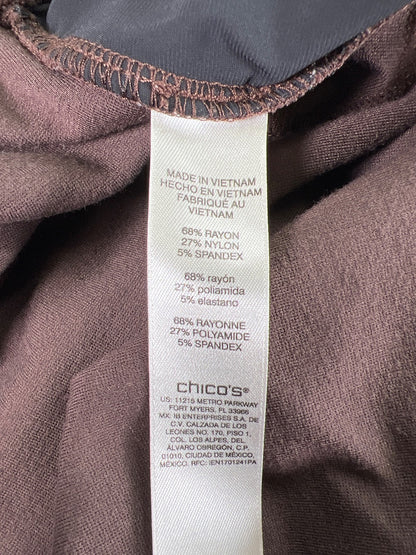 MADE IN VIETNAM
HECHO EN VIETNAM
FABRIQUÉ AU
VIETNAM
68% RAYON
27% NYLON
5% SPANDEX
68% rayón
27% poliamida
5% elastano
68% RAYONNE
27% POLYAMIDE
5% SPANDEX
chico's®
US: 11215 METRO PARKWAY
FORT MYERS, FL 33966
MX: IB ENTERPRISES S.A. DE
C.V. CALZADA DE LOS
LEONES NO. 170, PISO 1,
COL. LOS ALPES, DEL.
ÁLVARO OBREGÓN, C.P.
01010, CIUDAD DE MÉXICO,
MÉXICO. RFC: IEN1701241PA